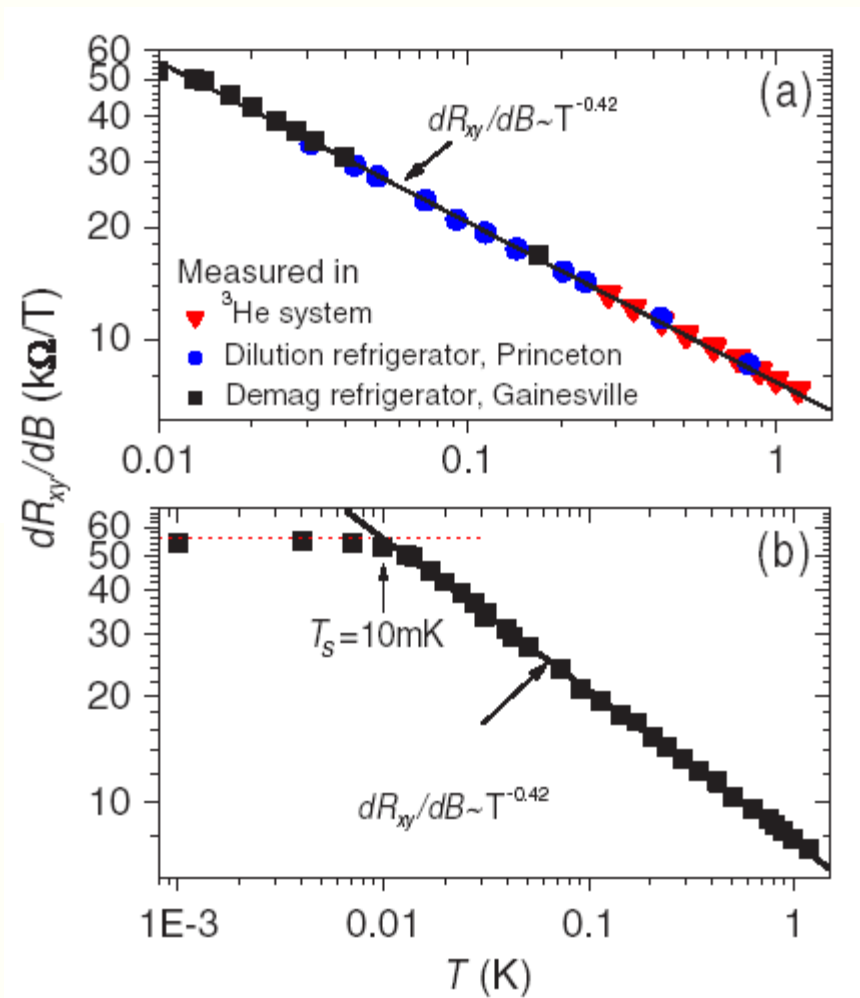 60
50
40
30
20
10
(a)
dRxy/dB~T^-0.42
Measured in
³He system
Dilution refrigerator, Princeton
Demag refrigerator, Gainesville
0.01 0.1 1
dRxy/dB (kΩ/T)
60
50
40
30
20
10
(b)
Ts=10mK
dRxy/dB~T^-0.42
1E-3 0.01 0.1 1
T (K)